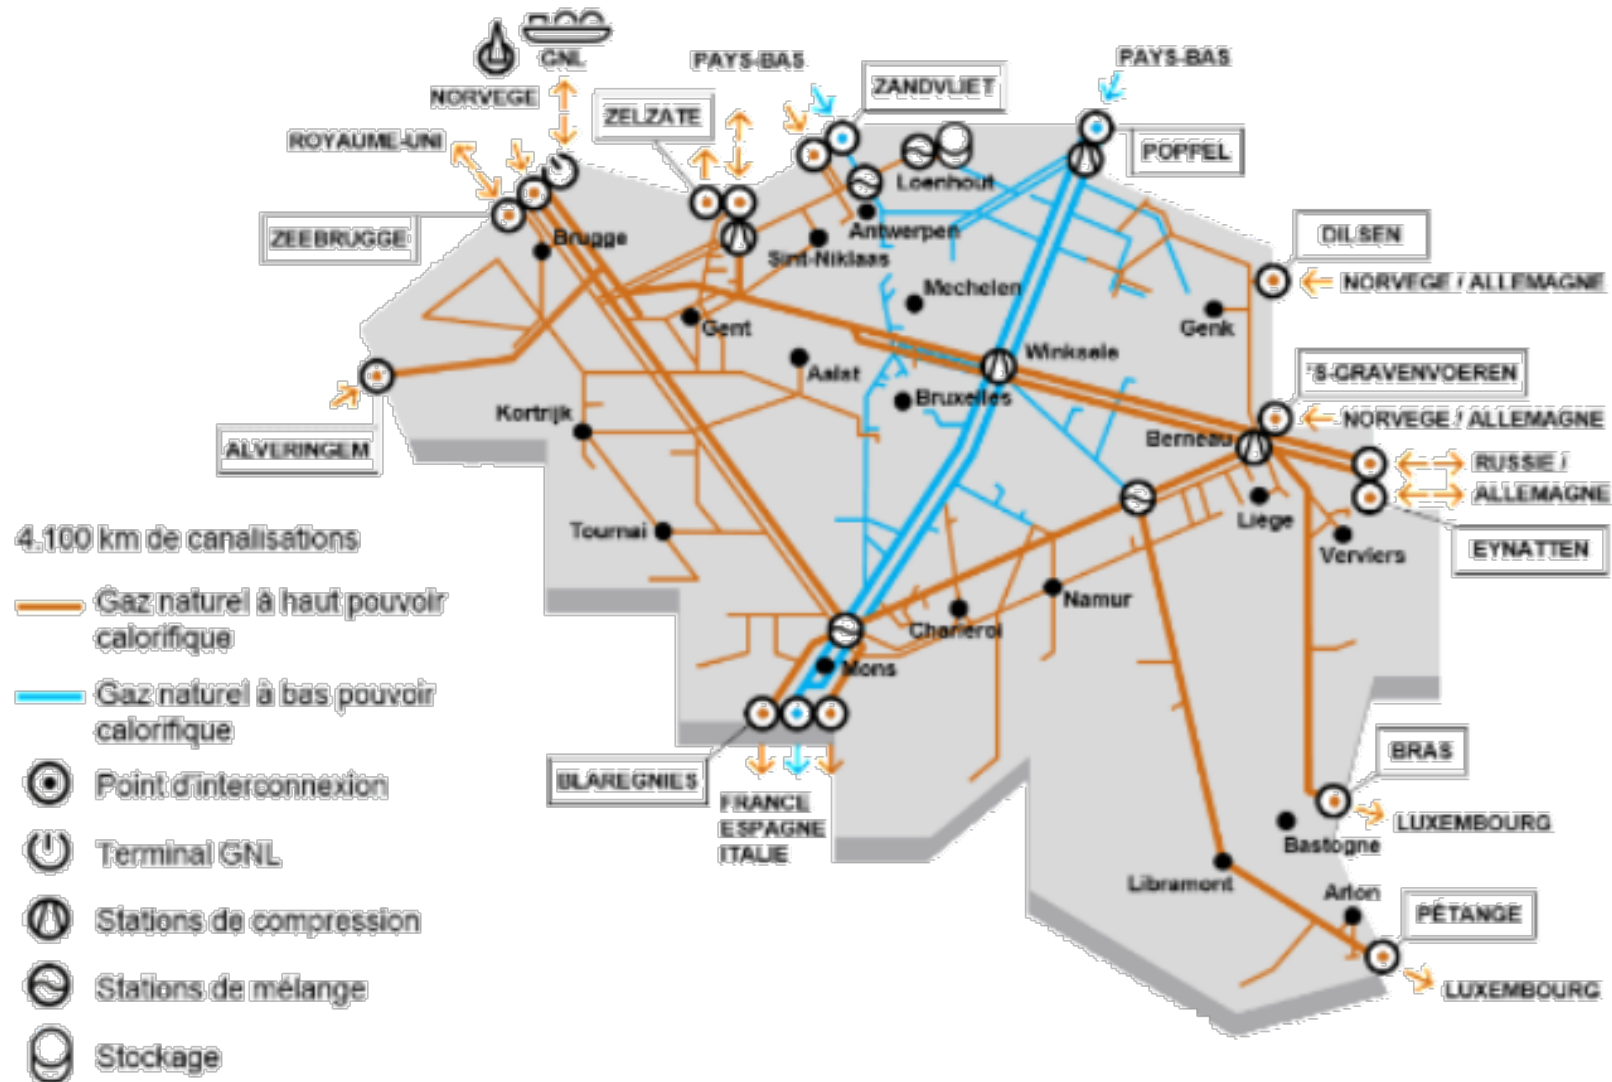 GNL
NORVEGE
PAYS-BAS
PAYS-BAS
ZANDVLIET
ZELZATE
ROYAUME-UNI
POPPEL
Loenhout
ZEEBRUGGE
Brugge
Antwerpen
Sint-Niklaas
DILSEN
Mechelen
NORVEGE / ALLEMAGNE
Gent
Genk
Winksele
Aalst
'S-GRAVENVOEREN
Bruxelles
Kortrijk
NORVEGE / ALLEMAGNE
ALVERINGEM
Berneau
RUSSIE /
ALLEMAGNE
Liège
Tournai
Verviers
EYNATTEN
4.100 km de canalisations
Gaz naturel à haut pouvoir
calorifique
Namur
Charleroi
Mons
Gaz naturel à bas pouvoir
calorifique
BLAREGNIES
FRANCE
ESPAGNE
ITALIE
BRAS
LUXEMBOURG
Bastogne
Point d'interconnexion
Terminal GNL
Libramont
Arlon
PÉTANGE
Stations de compression
Stations de mélange
LUXEMBOURG
Stockage